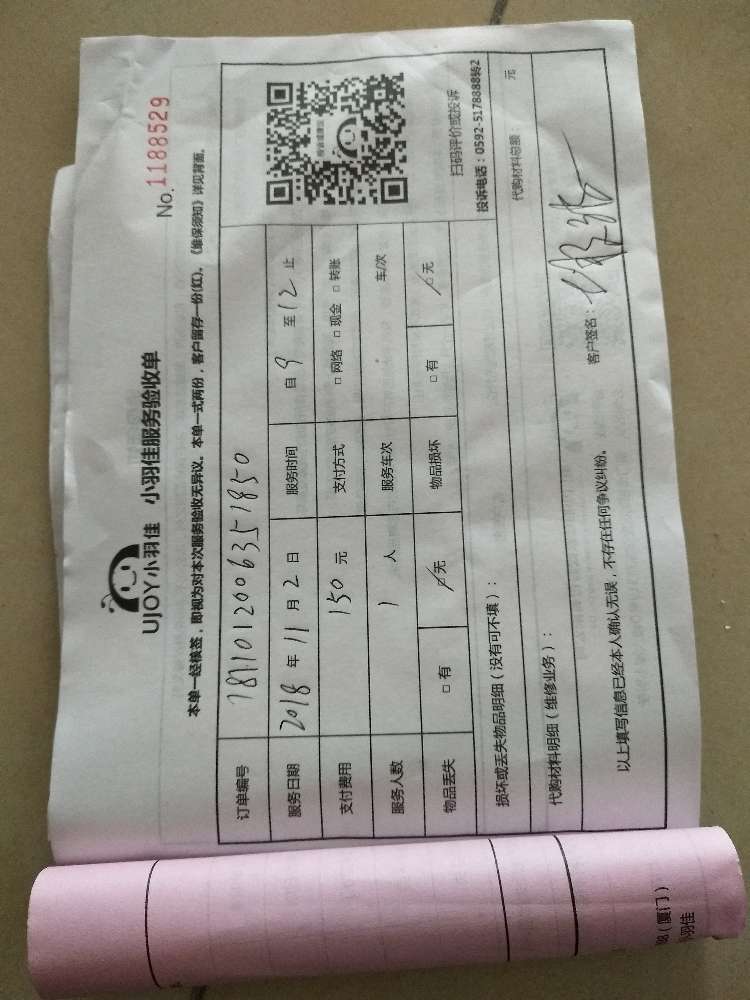 UJOY小羽佳 小羽佳服务验收单
No.1188529
本单一经核签，即视为对本次服务验收无异议。本单一式两份，客户留存一份(红)。《维保须知》详见背面。
订单编号 1811012006351850
服务日期 2018 年 11 月 2 日 服务时间 自 9 至 12 止
支付费用 150 元 支付方式 □ 网络 □ 现金 □ 转账
服务人数 1 人 服务车次 车/次
物品丢失 □ 有 □ 无 物品损坏 □ 有 □ 无
扫码评价或投诉
投诉电话：0592-5178888转2
损坏或丢失物品明细（没有可不填）：
代购材料明细（维修业务）： 代购材料总额 元
以上填写信息已经本人确认无误，不存在任何争议纠纷。 客户签名：
（厦门）
小羽佳